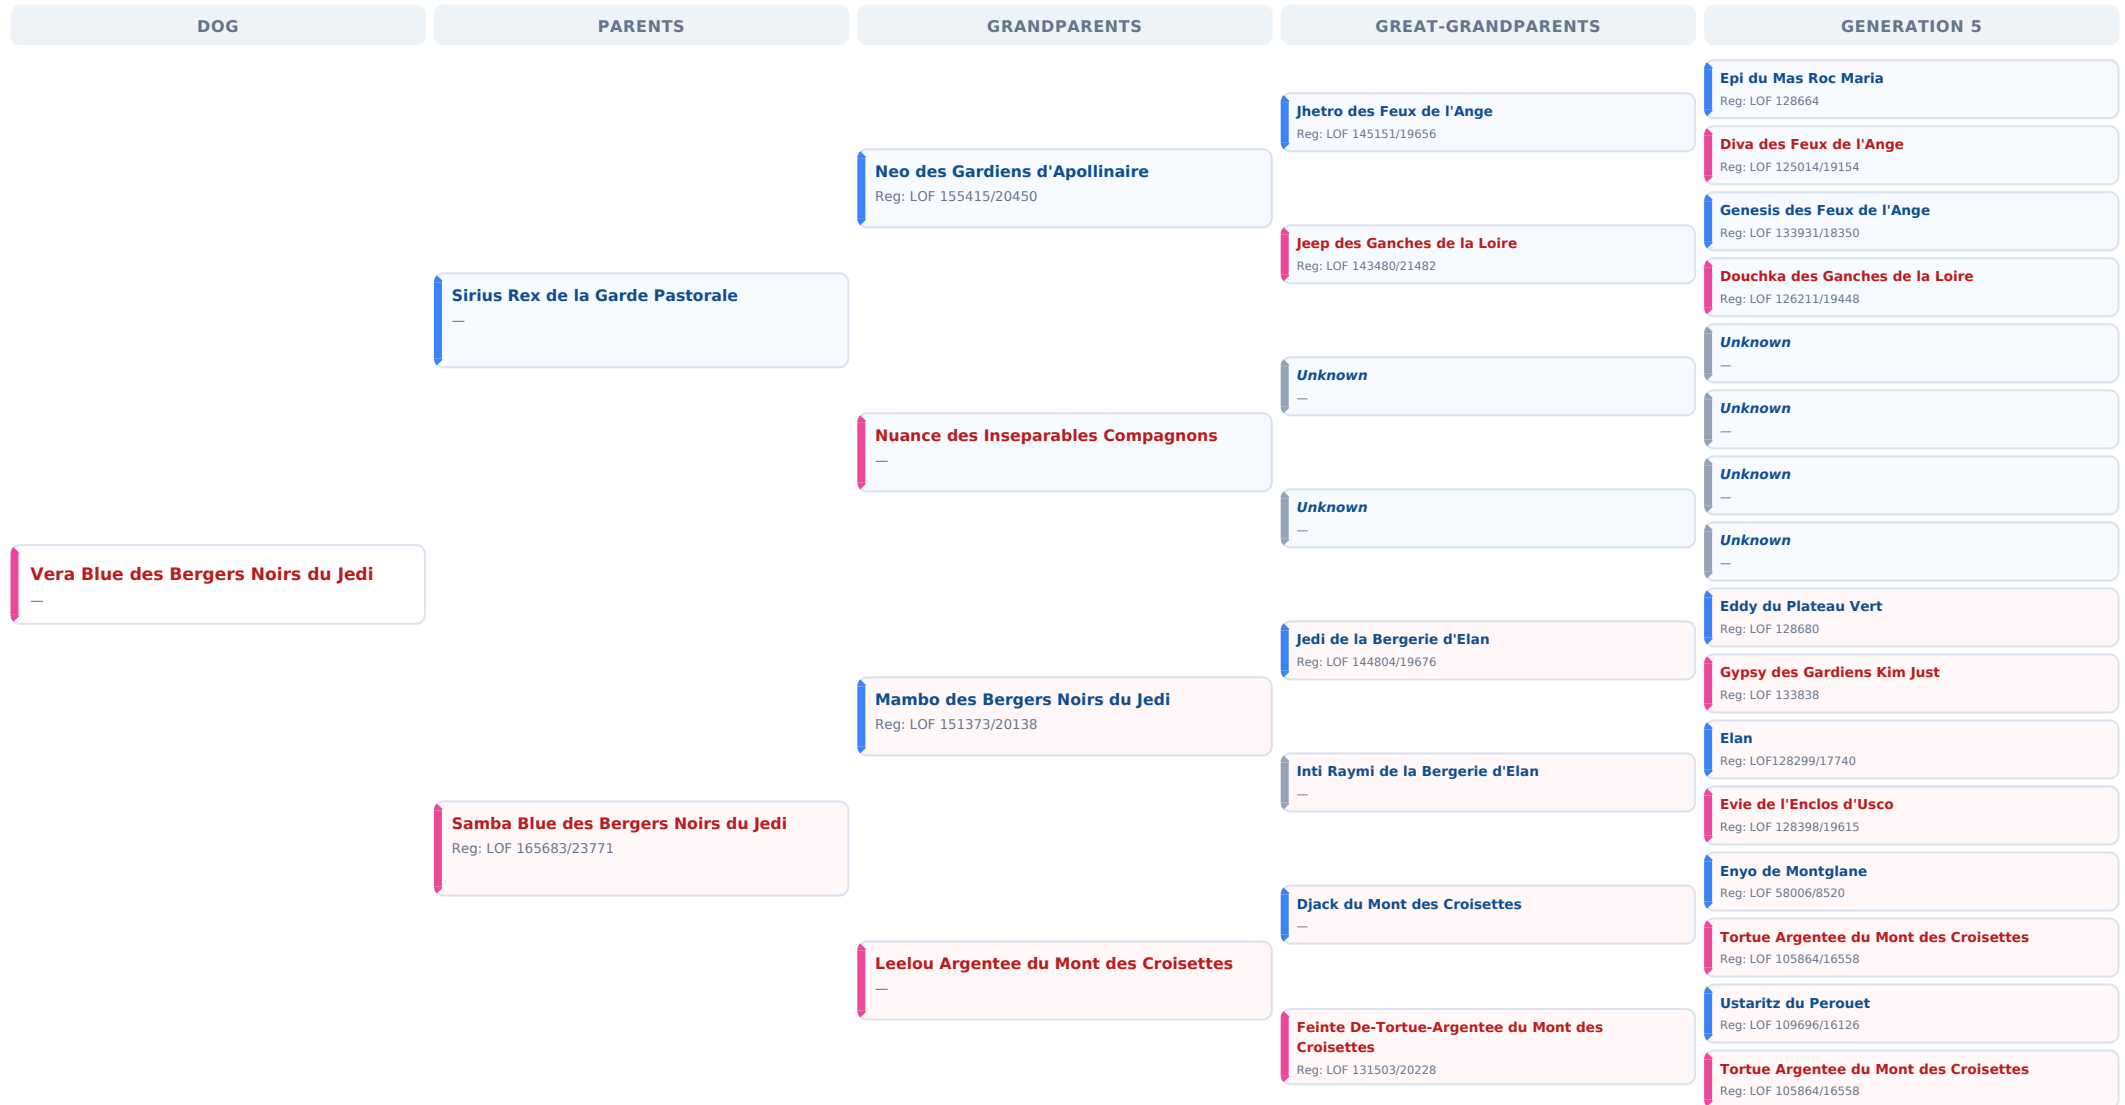 DOG
PARENTS
GRANDPARENTS
GREAT-GRANDPARENTS
GENERATION 5
Vera Blue des Bergers Noirs du Jedi
—
Sirius Rex de la Garde Pastorale
—
Samba Blue des Bergers Noirs du Jedi
Reg: LOF 165683/23771
Neo des Gardiens d'Apollinaire
Reg: LOF 155415/20450
Nuance des Inseparables Compagnons
—
Mambo des Bergers Noirs du Jedi
Reg: LOF 151373/20138
Leelou Argentee du Mont des Croisettes
—
Jhetro des Feux de l'Ange
Reg: LOF 145151/19656
Jeep des Ganches de la Loire
Reg: LOF 143480/21482
Unknown
—
Unknown
—
Jedi de la Bergerie d'Elan
Reg: LOF 144804/19676
Inti Raymi de la Bergerie d'Elan
—
Djack du Mont des Croisettes
—
Feinte De-Tortue-Argentee du Mont des
Croisettes
Reg: LOF 131503/20228
Epi du Mas Roc Maria
Reg: LOF 128664
Diva des Feux de l'Ange
Reg: LOF 125014/19154
Genesis des Feux de l'Ange
Reg: LOF 133931/18350
Douchka des Ganches de la Loire
Reg: LOF 126211/19448
Unknown
—
Unknown
—
Unknown
—
Unknown
—
Eddy du Plateau Vert
Reg: LOF 128680
Gypsy des Gardiens Kim Just
Reg: LOF 133838
Elan
Reg: LOF128299/17740
Evie de l'Enclos d'Usco
Reg: LOF 128398/19615
Enyo de Montglane
Reg: LOF 58006/8520
Tortue Argentee du Mont des Croisettes
Reg: LOF 105864/16558
Ustaritz du Perouet
Reg: LOF 109696/16126
Tortue Argentee du Mont des Croisettes
Reg: LOF 105864/16558